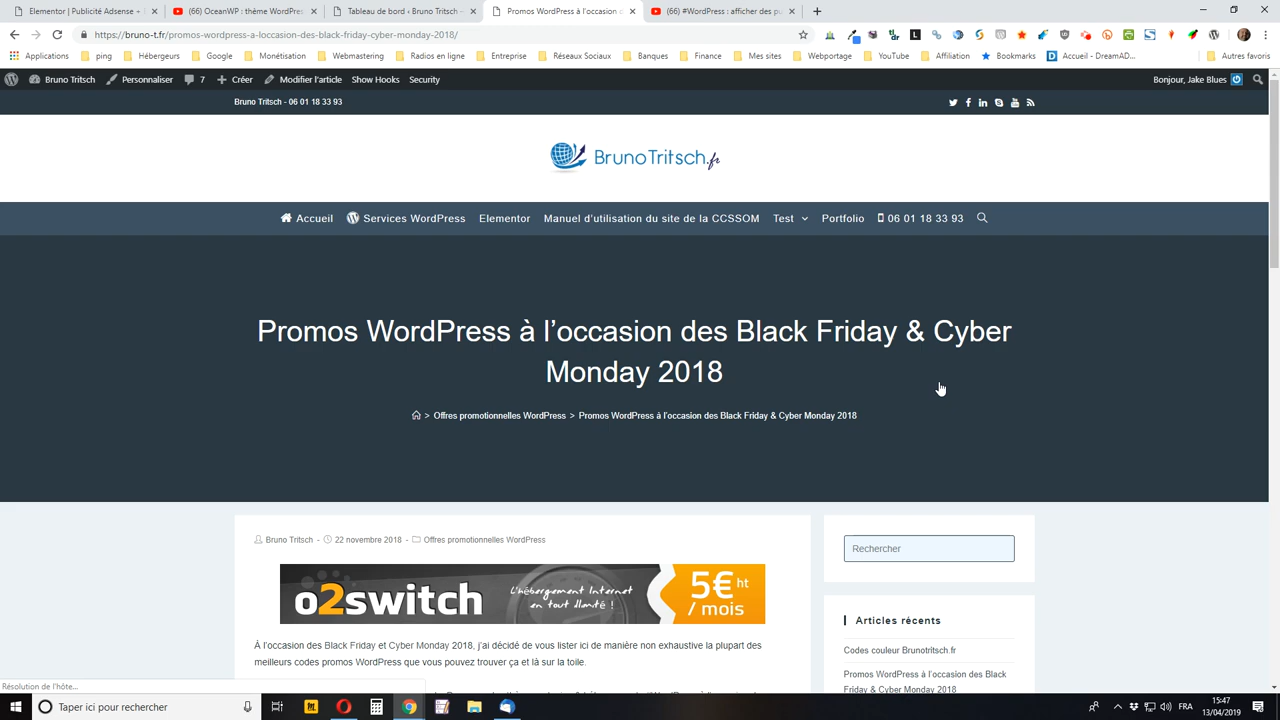 Elementor | Publicité Adsense +
(66) OceanWP : thème WordPres
Tableau de bord ‹ Bruno Tritsch —
Promos WordPress à l'occasion d
(66) #WordPress : afficher des pu
https://bruno-t.fr/promos-wordpress-a-loccasion-des-black-friday-cyber-monday-2018/
Applications ping Hébergeurs Google Monétisation Webmastering Radios en ligne Entreprise Réseaux Sociaux Banques Finance Mes sites Webportage YouTube Affiliation Bookmarks Accueil - DreamAD... Autres favoris
Bruno Tritsch Personnaliser 7 Créer Modifier l'article Show Hooks Security Bonjour, Jake Blues
Bruno Tritsch - 06 01 18 33 93
BrunoTritsch.fr
Accueil Services WordPress Elementor Manuel d'utilisation du site de la CCSSOM Test Portfolio 06 01 18 33 93
Promos WordPress à l'occasion des Black Friday & Cyber
Monday 2018
> Offres promotionnelles WordPress > Promos WordPress à l'occasion des Black Friday & Cyber Monday 2018
Bruno Tritsch - 22 novembre 2018 - Offres promotionnelles WordPress
o2switch
L'hébergement Internet
en tout illimité !
5€ ht
/ mois
À l'occasion des Black Friday et Cyber Monday 2018, j'ai décidé de vous lister ici de manière non exhaustive la plupart des
meilleurs codes promos WordPress que vous pouvez trouver ça et là sur la toile.
Rechercher
Articles récents
Codes couleur Brunotritsch.fr
Promos WordPress à l'occasion des Black
Friday & Cyber Monday 2018
Résolution de l'hôte...
Taper ici pour rechercher
FRA
15:47
13/04/2019